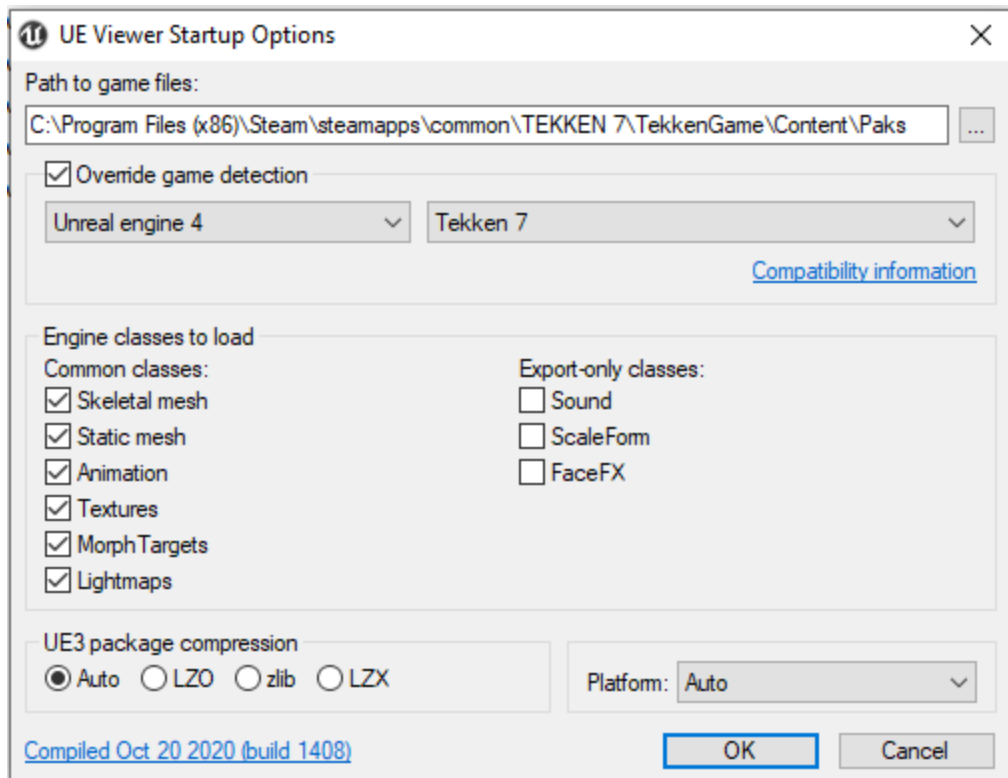 UE Viewer Startup Options
Path to game files:
C:\Program Files (x86)\Steam\steamapps\common\TEKKEN 7\TekkenGame\Content\Paks
...
Override game detection
Unreal engine 4
Tekken 7
Compatibility information
Engine classes to load
Common classes:
Export-only classes:
Skeletal mesh
Sound
Static mesh
ScaleForm
Animation
FaceFX
Textures
MorphTargets
Lightmaps
UE3 package compression
Auto LZO zlib LZX
Platform: Auto
Compiled Oct 20 2020 (build 1408)
OK
Cancel